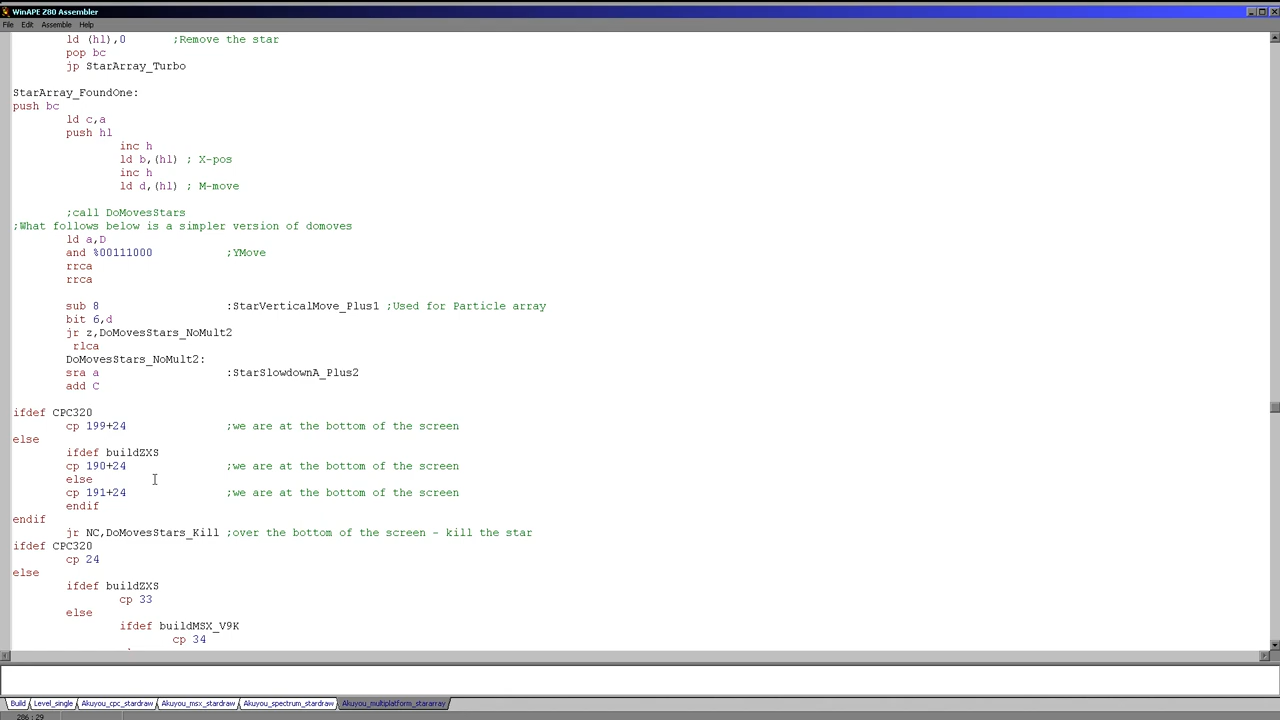 WinAPE Z80 Assembler
File Edit Assemble Help
ld (hl),0 ;Remove the star
pop bc
jp StarArray_Turbo
StarArray_FoundOne:
push bc
ld c,a
push hl
inc h
ld b,(hl) ; X-pos
inc h
ld d,(hl) ; M-move
;call DoMovesStars
;What follows below is a simpler version of domoves
ld a,D
and %00111000 ;YMove
rrca
rrca
sub 8 :StarVerticalMove_Plus1 ;Used for Particle array
bit 6,d
jr z,DoMovesStars_NoMult2
rlca
DoMovesStars_NoMult2:
sra a :StarSlowdownA_Plus2
add C
ifdef CPC320
cp 199+24 ;we are at the bottom of the screen
else
ifdef buildZXS
cp 190+24 ;we are at the bottom of the screen
else
cp 191+24 ;we are at the bottom of the screen
endif
endif
jr NC,DoMovesStars_Kill ;over the bottom of the screen - kill the star
ifdef CPC320
cp 24
else
ifdef buildZXS
cp 33
else
ifdef buildMSX_V9K
cp 34
Build Level_single Akuyou_cpc_stardraw Akuyou_msx_stardraw Akuyou_spectrum_stardraw Akuyou_multiplatform_stararray
286 : 29